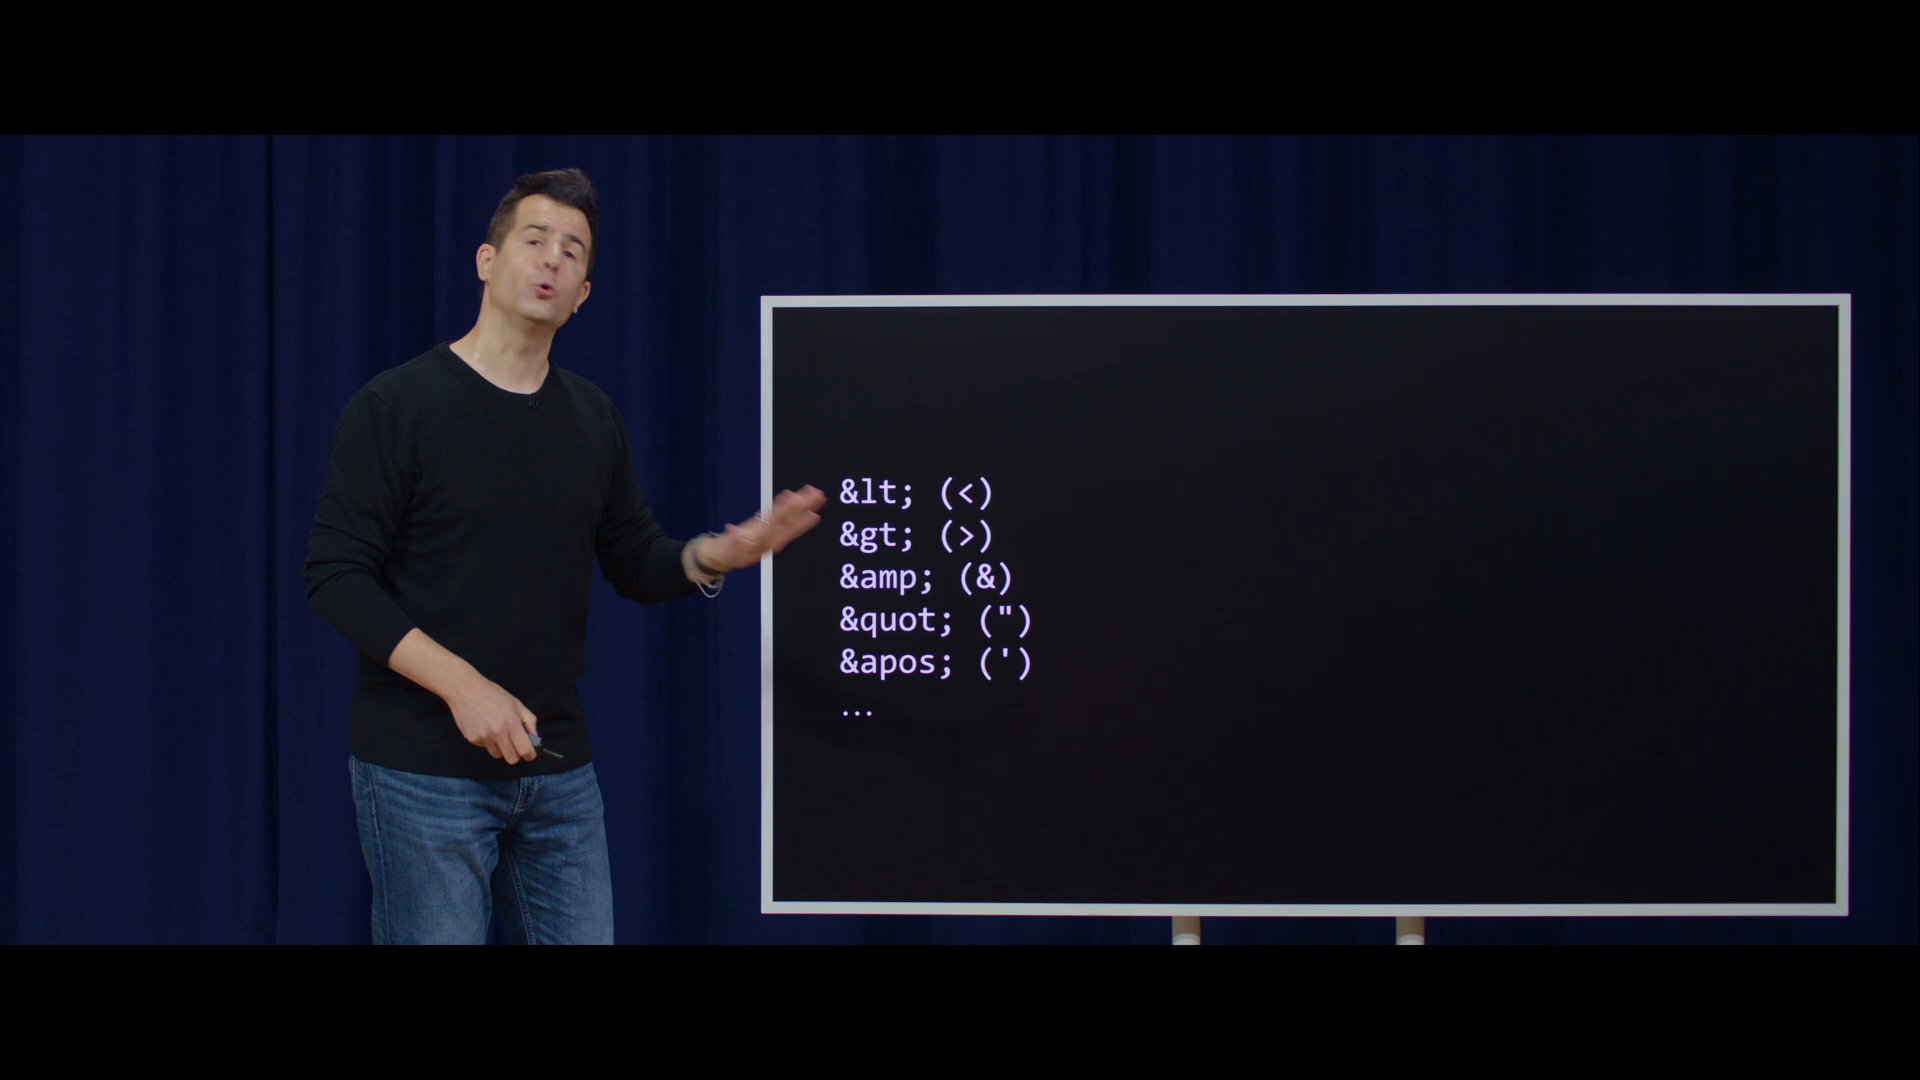 &lt; (<)
&gt; (>)
&amp; (&)
&quot; (")
&apos; (')
...